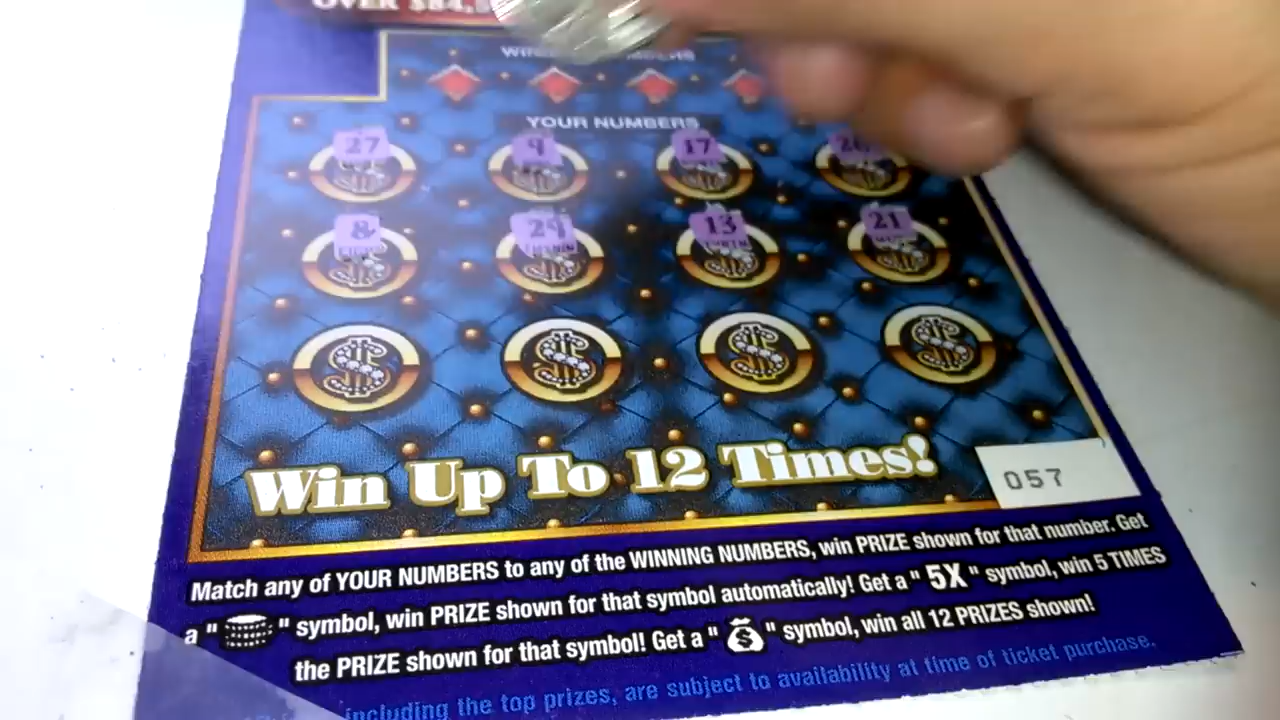 OVER $84,
YOUR NUMBERS
27 9 17 26
8 29 13 21
Win Up To 12 Times!
057
Match any of YOUR NUMBERS to any of the WINNING NUMBERS, win PRIZE shown for that number. Get
a " " symbol, win PRIZE shown for that symbol automatically! Get a " 5X " symbol, win 5 TIMES
the PRIZE shown for that symbol! Get a " $ " symbol, win all 12 PRIZES shown!
including the top prizes, are subject to availability at time of ticket purchase.